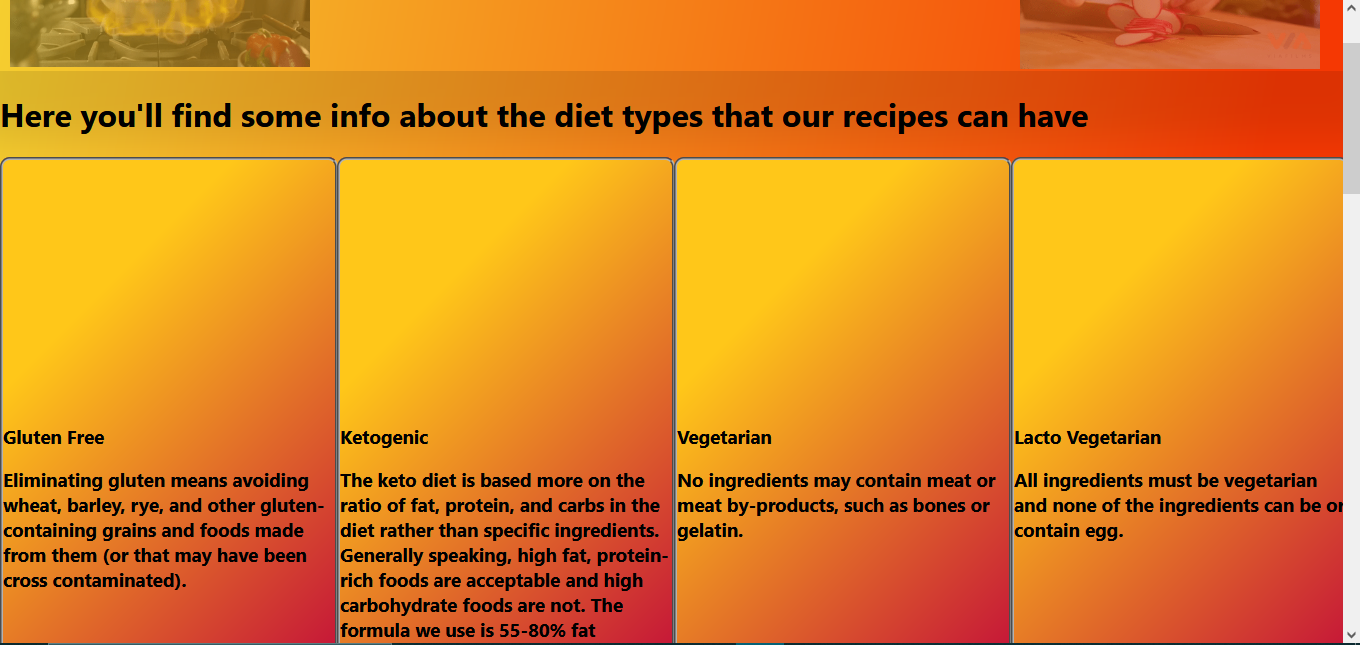 Here you'll find some info about the diet types that our recipes can have
Gluten Free
Eliminating gluten means avoiding
wheat, barley, rye, and other gluten-
containing grains and foods made
from them (or that may have been
cross contaminated).
Ketogenic
The keto diet is based more on the
ratio of fat, protein, and carbs in the
diet rather than specific ingredients.
Generally speaking, high fat, protein-
rich foods are acceptable and high
carbohydrate foods are not. The
formula we use is 55-80% fat
Vegetarian
No ingredients may contain meat or
meat by-products, such as bones or
gelatin.
Lacto Vegetarian
All ingredients must be vegetarian
and none of the ingredients can be or
contain egg.